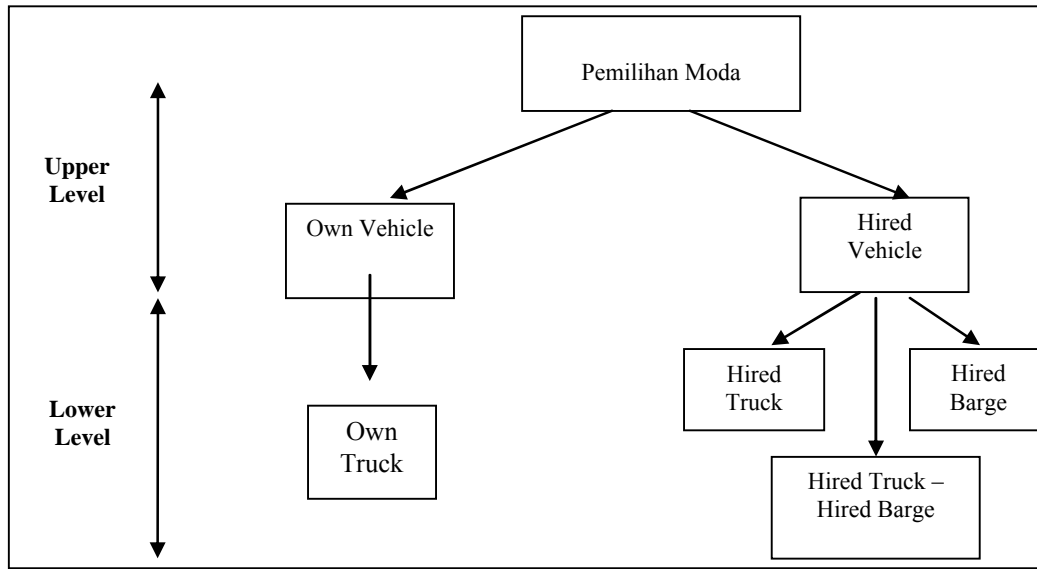 Pemilihan Moda
Upper
Level
Own Vehicle
Hired
Vehicle
Lower
Level
Own
Truck
Hired
Truck
Hired
Barge
Hired Truck –
Hired Barge